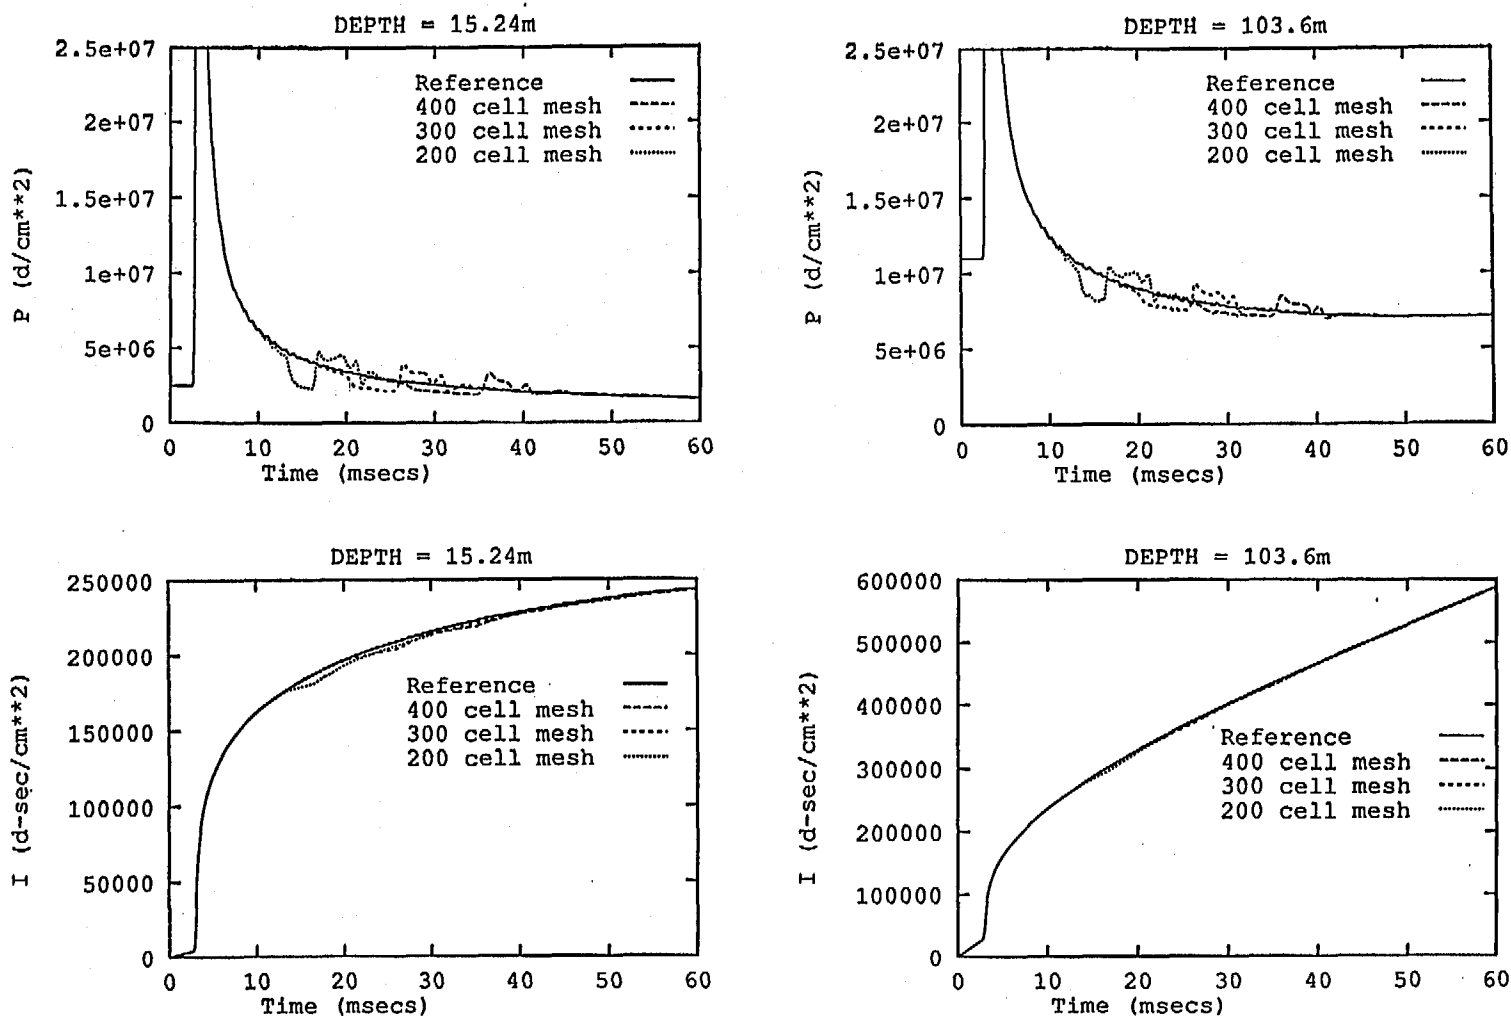 DEPTH = 15.24m
2.5e+07
2e+07
1.5e+07
1e+07
5e+06
0
P (d/cm**2)
Reference
400 cell mesh
300 cell mesh
200 cell mesh
0 10 20 30 40 50 60
Time (msecs)
DEPTH = 103.6m
2.5e+07
2e+07
1.5e+07
1e+07
5e+06
0
P (d/cm**2)
Reference
400 cell mesh
300 cell mesh
200 cell mesh
0 10 20 30 40 50 60
Time (msecs)
DEPTH = 15.24m
250000
200000
150000
100000
50000
0
I (d-sec/cm**2)
Reference
400 cell mesh
300 cell mesh
200 cell mesh
0 10 20 30 40 50 60
Time (msecs)
DEPTH = 103.6m
600000
500000
400000
300000
200000
100000
0
I (d-sec/cm**2)
Reference
400 cell mesh
300 cell mesh
200 cell mesh
0 10 20 30 40 50 60
Time (msecs)